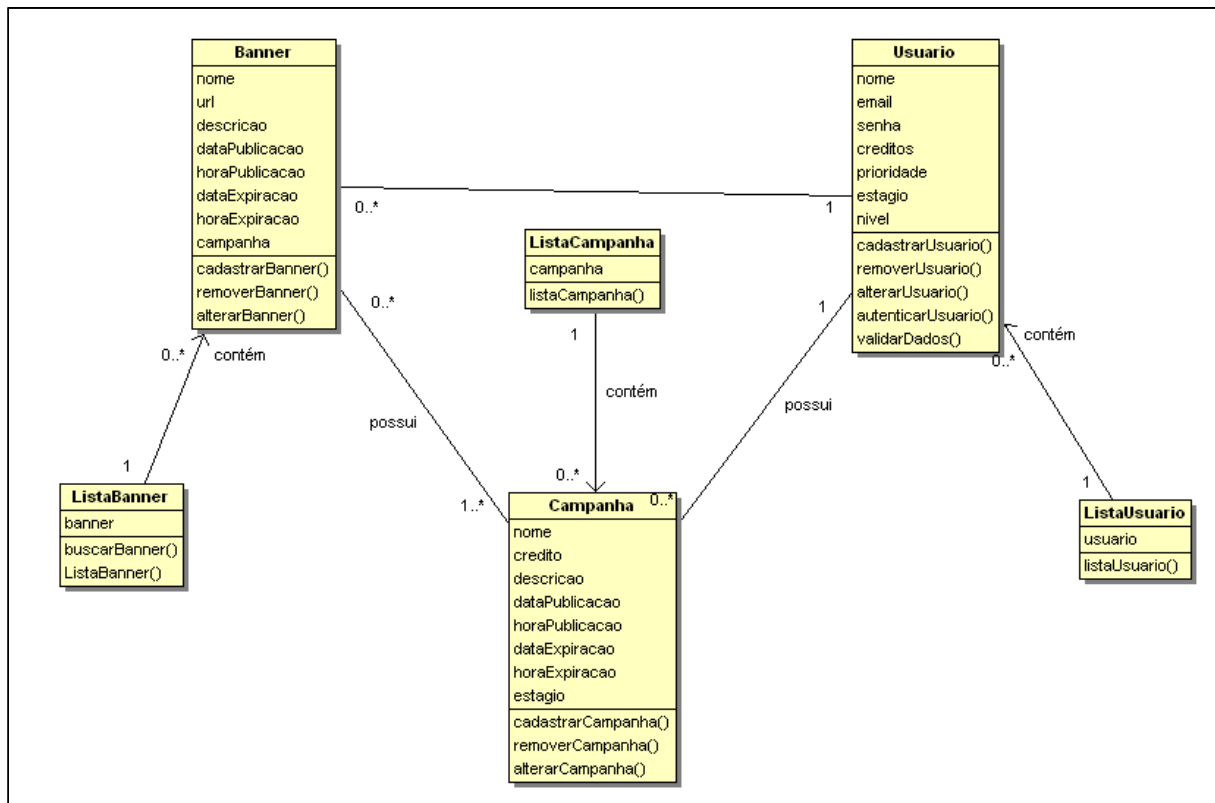 Banner
nome
url
descricao
dataPublicacao
horaPublicacao
dataExpiracao
horaExpiracao
campanha
cadastrarBanner()
removerBanner()
alterarBanner()
Usuario
nome
email
senha
creditos
prioridade
estagio
nivel
cadastrarUsuario()
removerUsuario()
alterarUsuario()
autenticarUsuario()
validarDados()
0..*
1
ListaCampanha
campanha
listaCampanha()
0..*
1
0..*
contém
1
contém
0..*
contém
possui
possui
1
0..*
1..*
0..*
1
ListaBanner
banner
buscarBanner()
ListaBanner()
Campanha
nome
credito
descricao
dataPublicacao
horaPublicacao
dataExpiracao
horaExpiracao
estagio
cadastrarCampanha()
removerCampanha()
alterarCampanha()
ListaUsuario
usuario
listaUsuario()